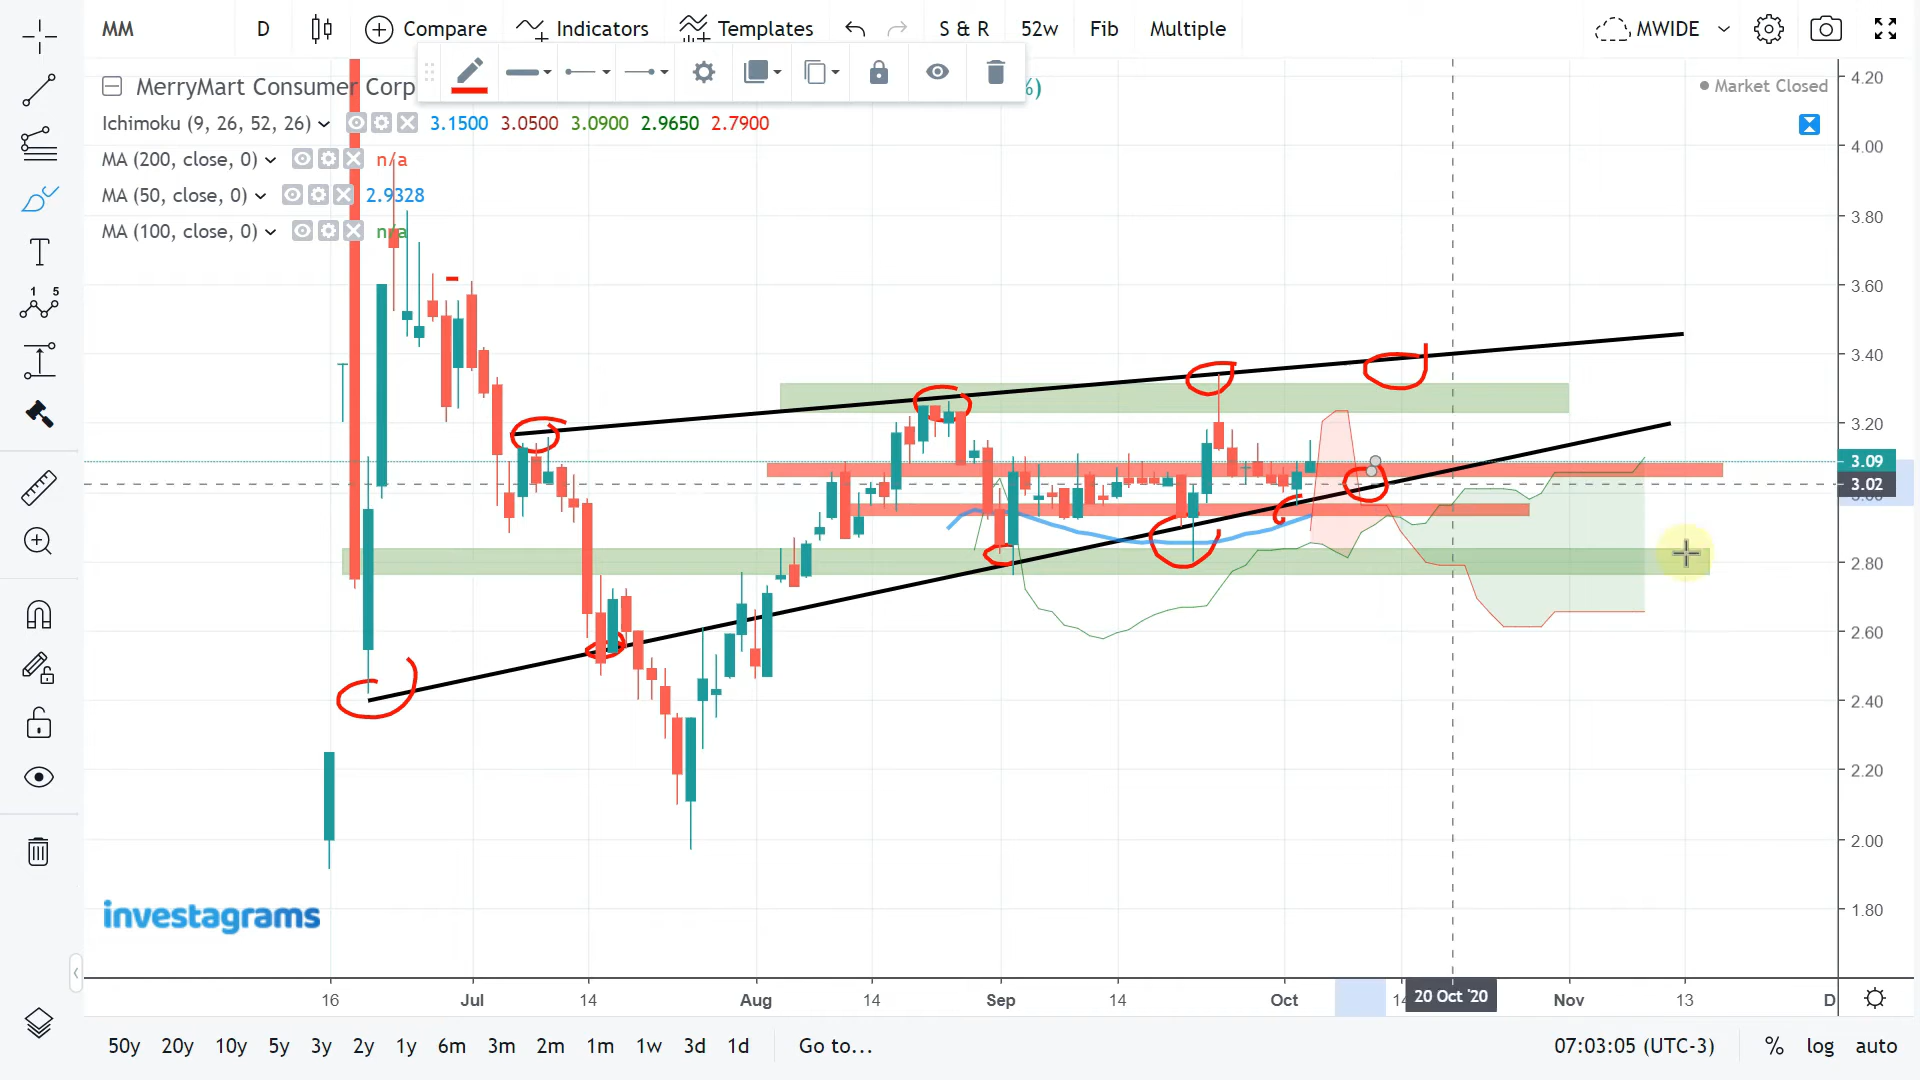 MM D Compare Indicators Templates S & R 52w Fib Multiple MWIDE
MerryMart Consumer Corp %)
Market Closed
Ichimoku (9, 26, 52, 26) 3.1500 3.0500 3.0900 2.9650 2.7900
MA (200, close, 0) n/a
MA (50, close, 0) 2.9328
MA (100, close, 0) n/a
1 5
4.20
4.00
3.80
3.60
3.40
3.20
3.09
3.02
2.80
2.60
2.40
2.20
2.00
1.80
investagrams
16 Jul 14 Aug 14 Sep 14 Oct 14 20 Oct '20 Nov 13 D
50y 20y 10y 5y 3y 2y 1y 6m 3m 2m 1m 1w 3d 1d Go to... 07:03:05 (UTC-3) % log auto